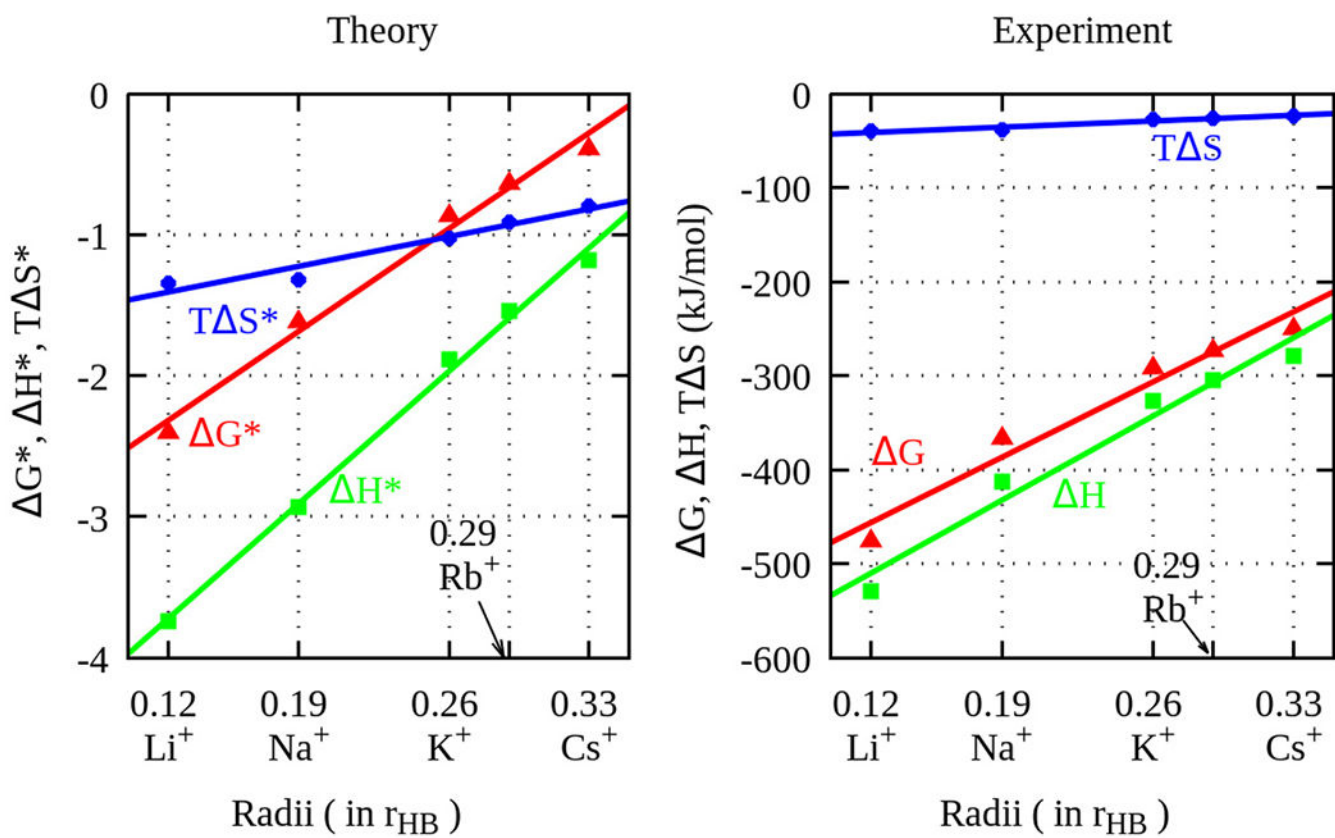 Theory
ΔG*, ΔH*, TΔS*
0
-1
-2
-3
-4
TΔS*
ΔG*
ΔH*
0.29
Rb+
0.12 0.19 0.26 0.33
Li+ Na+ K+ Cs+
Radii ( in rHB )
Experiment
ΔG, ΔH, TΔS (kJ/mol)
0
-100
-200
-300
-400
-500
-600
TΔS
ΔG
ΔH
0.29
Rb+
0.12 0.19 0.26 0.33
Li+ Na+ K+ Cs+
Radii ( in rHB )